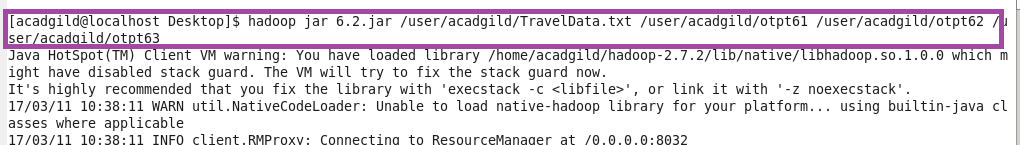 [acadgild@localhost Desktop]$ hadoop jar 6.2.jar /user/acadgild/TravelData.txt /user/acadgild/otpt61 /user/acadgild/otpt62 /u
ser/acadgild/otpt63
Java HotSpot(TM) Client VM warning: You have loaded library /home/acadgild/hadoop-2.7.2/lib/native/libhadoop.so.1.0.0 which m
ight have disabled stack guard. The VM will try to fix the stack guard now.
It's highly recommended that you fix the library with 'execstack -c <libfile>', or link it with '-z noexecstack'.
17/03/11 10:38:11 WARN util.NativeCodeLoader: Unable to load native-hadoop library for your platform... using builtin-java cl
asses where applicable
17/03/11 10:38:11 INFO client.RMProxy: Connecting to ResourceManager at /0.0.0.0:8032